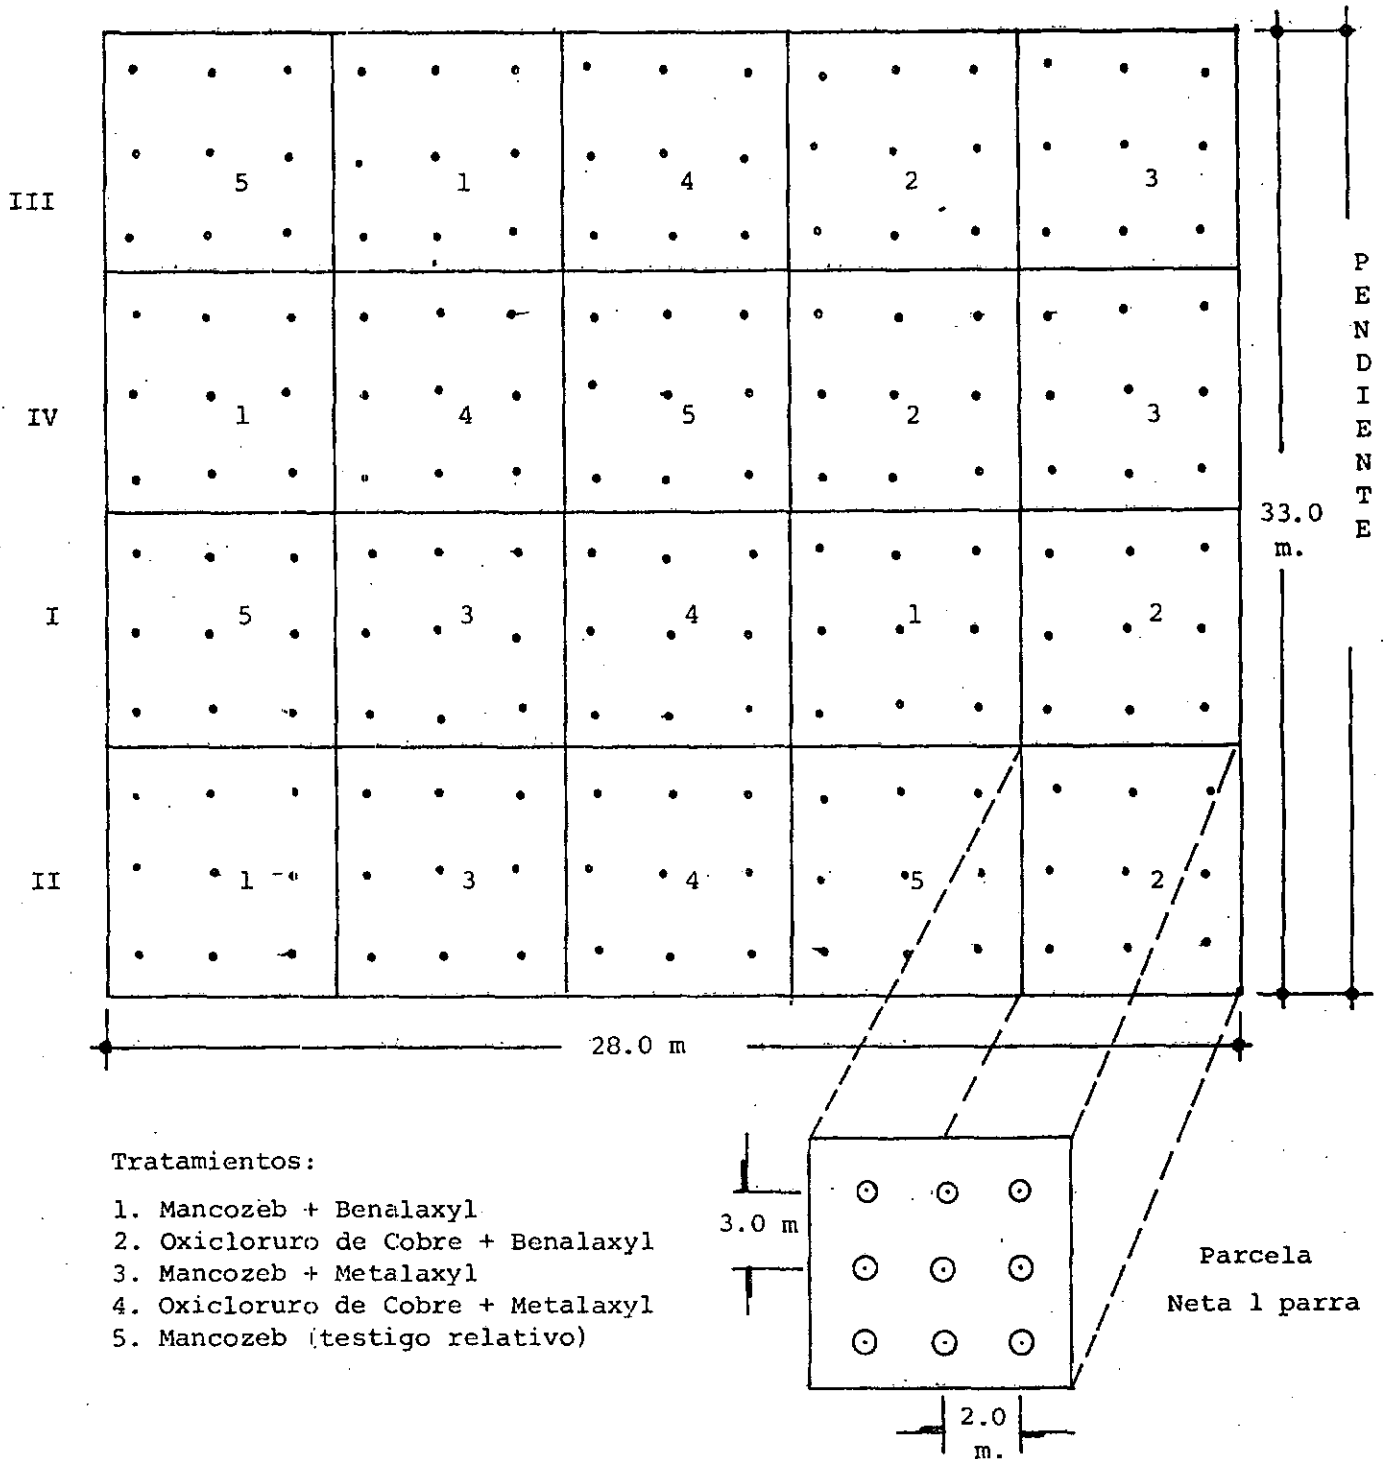 III
5 1 4 2 3
IV
1 4 5 2 3
I
5 3 4 1 2
II
1 3 4 5 2
PENDIENTE
33.0
m.
28.0 m
Tratamientos:
1. Mancozeb + Benalaxyl
2. Oxicloruro de Cobre + Benalaxyl
3. Mancozeb + Metalaxyl
4. Oxicloruro de Cobre + Metalaxyl
5. Mancozeb (testigo relativo)
3.0 m
2.0
m.
Parcela
Neta 1 parra